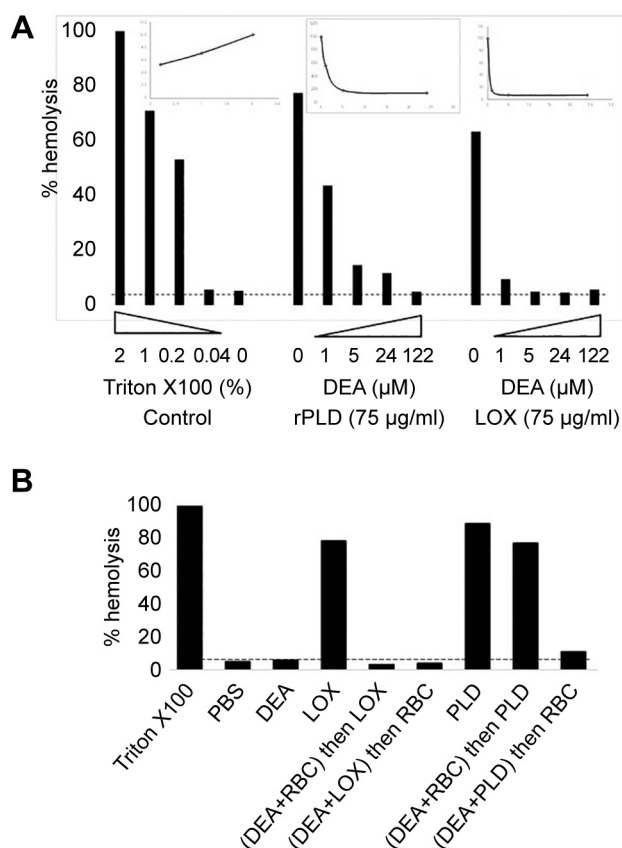 A
% hemolysis
100
80
60
40
20
0
2 1 0.2 0.04 0
Triton X100 (%)
Control
0 1 5 24 122
DEA (µM)
rPLD (75 µg/ml)
0 1 5 24 122
DEA (µM)
LOX (75 µg/ml)
B
% hemolysis
100
80
60
40
20
0
Triton X100
PBS
DEA
LOX
(DEA+RBC) then LOX
(DEA+LOX) then RBC
PLD
(DEA+RBC) then PLD
(DEA+PLD) then RBC